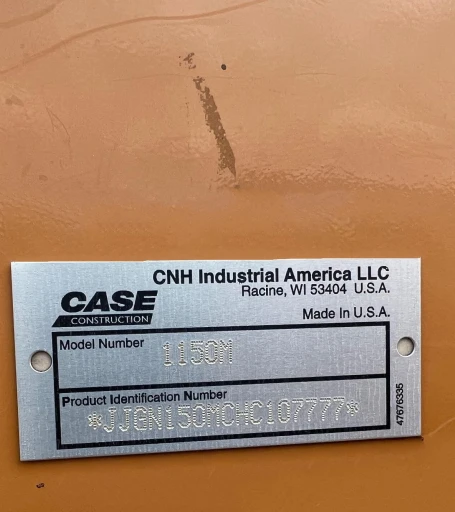 CNH Industrial America LLC
Racine, WI 53404 U.S.A.
CASE
CONSTRUCTION
Made In U.S.A.
Model Number 1150M
Product Identification Number
*JJGN150MCHC107777*
47676335